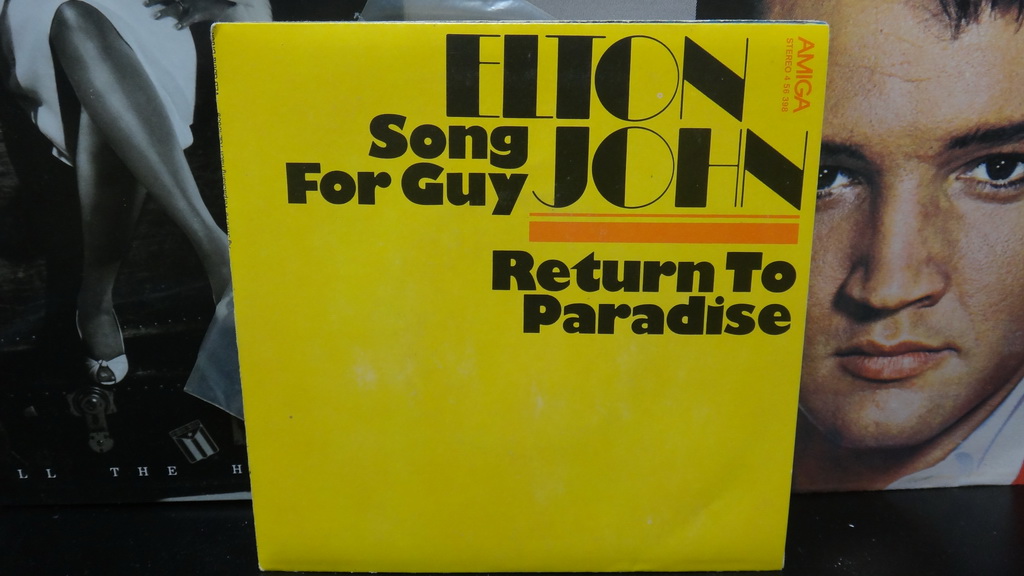 ELTON
JOHN
Song
For Guy
Return To
Paradise
AMIGA
STEREO 4 56 398
LL THE H